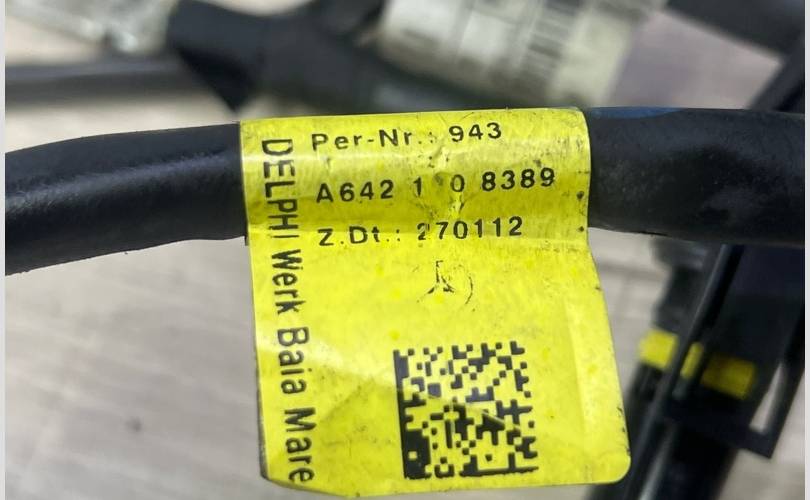 Per-Nr.: 943
A642 1 0 8389
Z.Dt.: 270112
DELPHI Werk Baia Mare